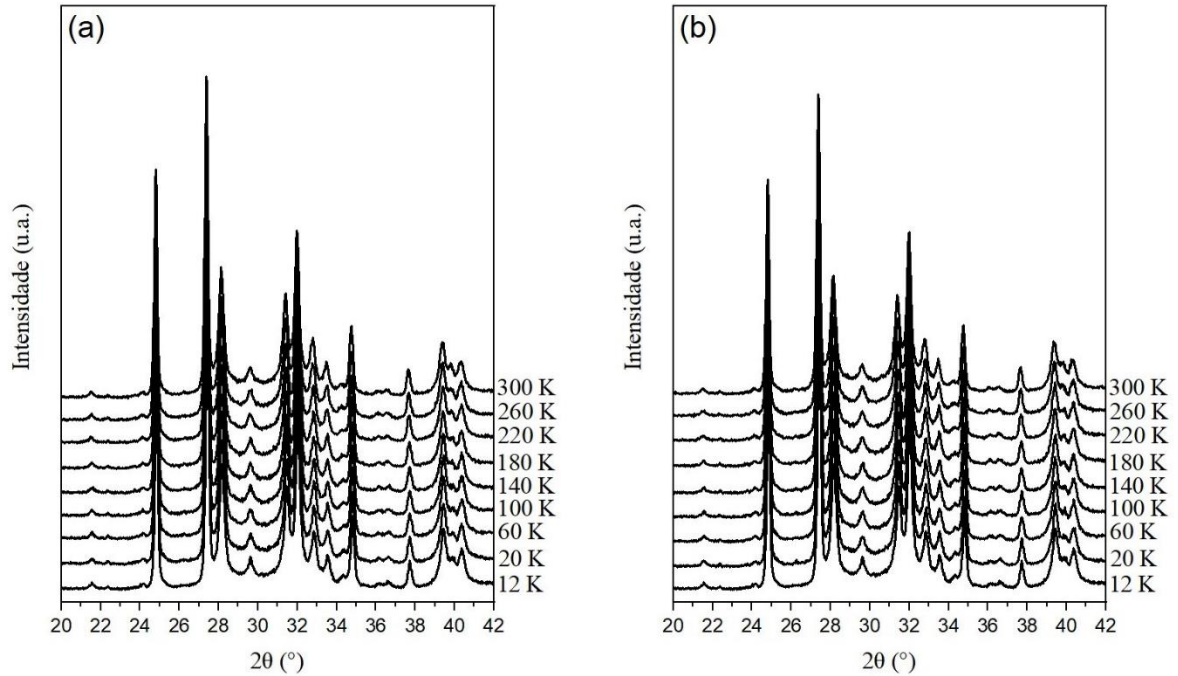 (a)
Intensidade (u.a.)
300 K
260 K
220 K
180 K
140 K
100 K
60 K
20 K
12 K
20 22 24 26 28 30 32 34 36 38 40 42
2θ (°)
(b)
Intensidade (u.a.)
300 K
260 K
220 K
180 K
140 K
100 K
60 K
20 K
12 K
20 22 24 26 28 30 32 34 36 38 40 42
2θ (°)